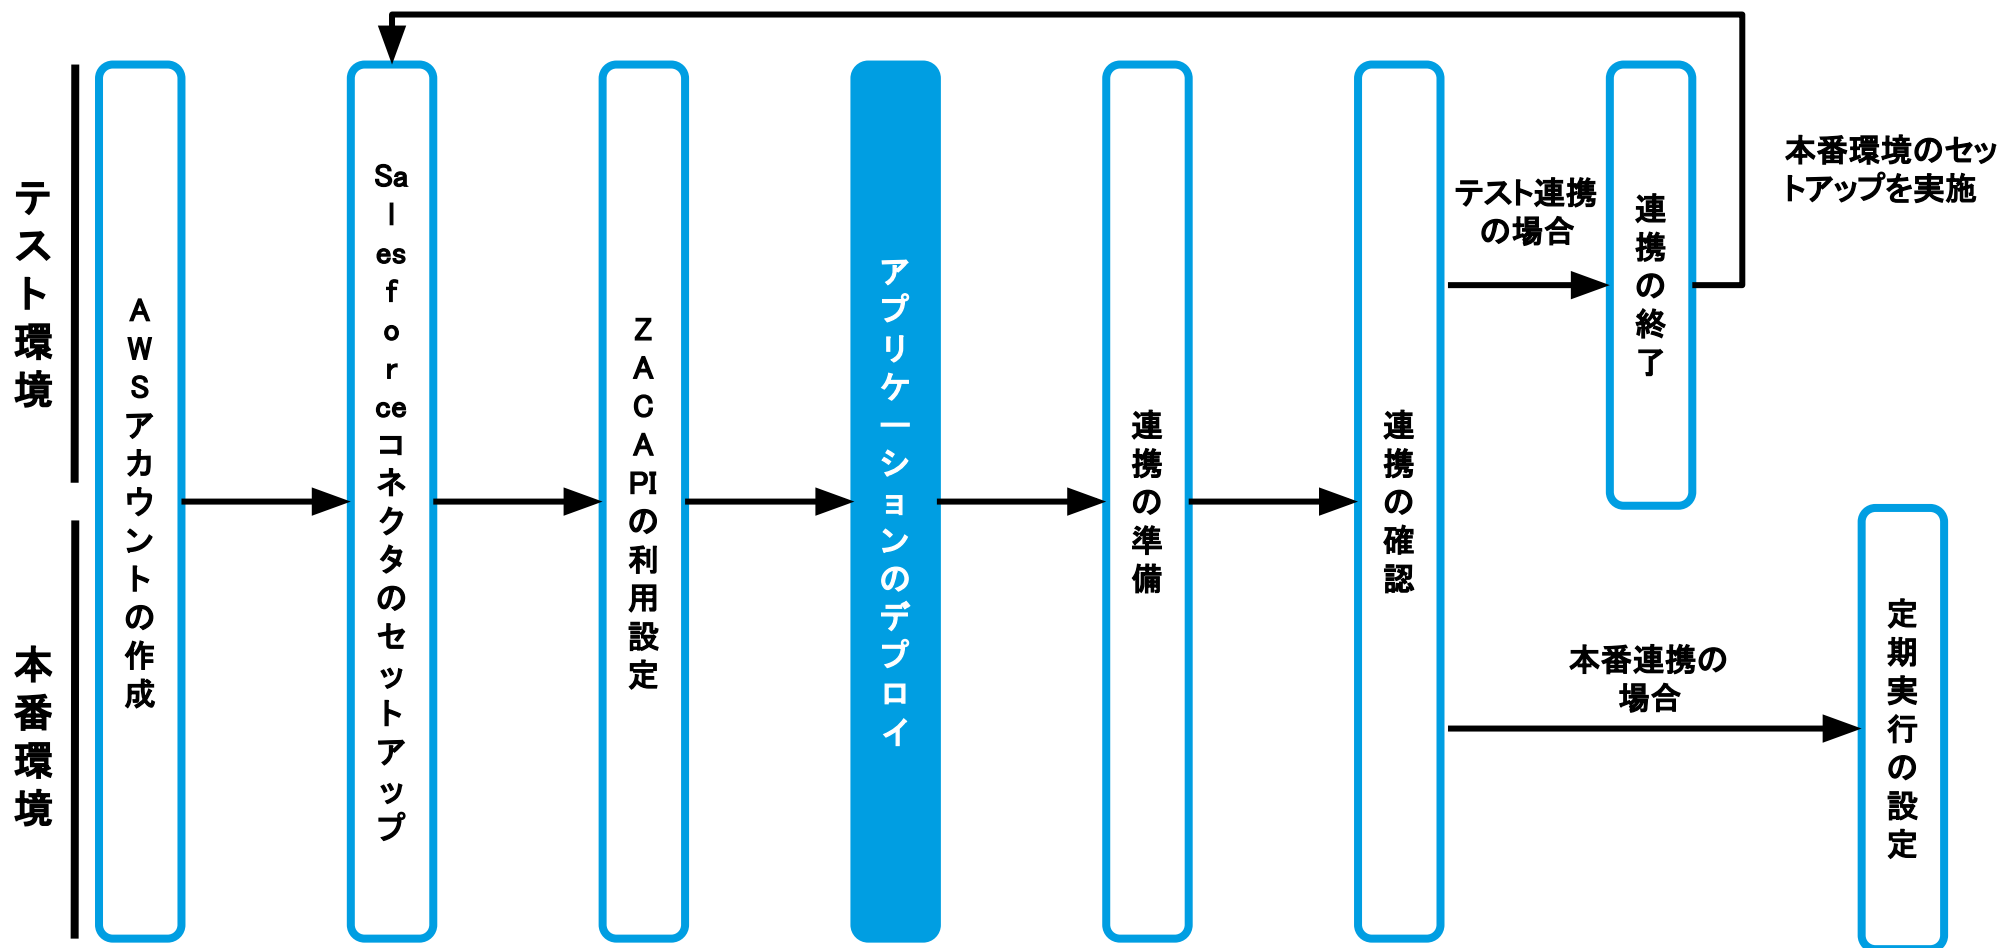 テスト環境
本番環境
AWSアカウントの作成
Salesforceコネクタのセットアップ
ZACAPIの利用設定
アプリケーションのデプロイ
連携の準備
連携の確認
テスト連携
の場合
連携の終了
本番環境のセッ
トアップを実施
本番連携の
場合
定期実行の設定